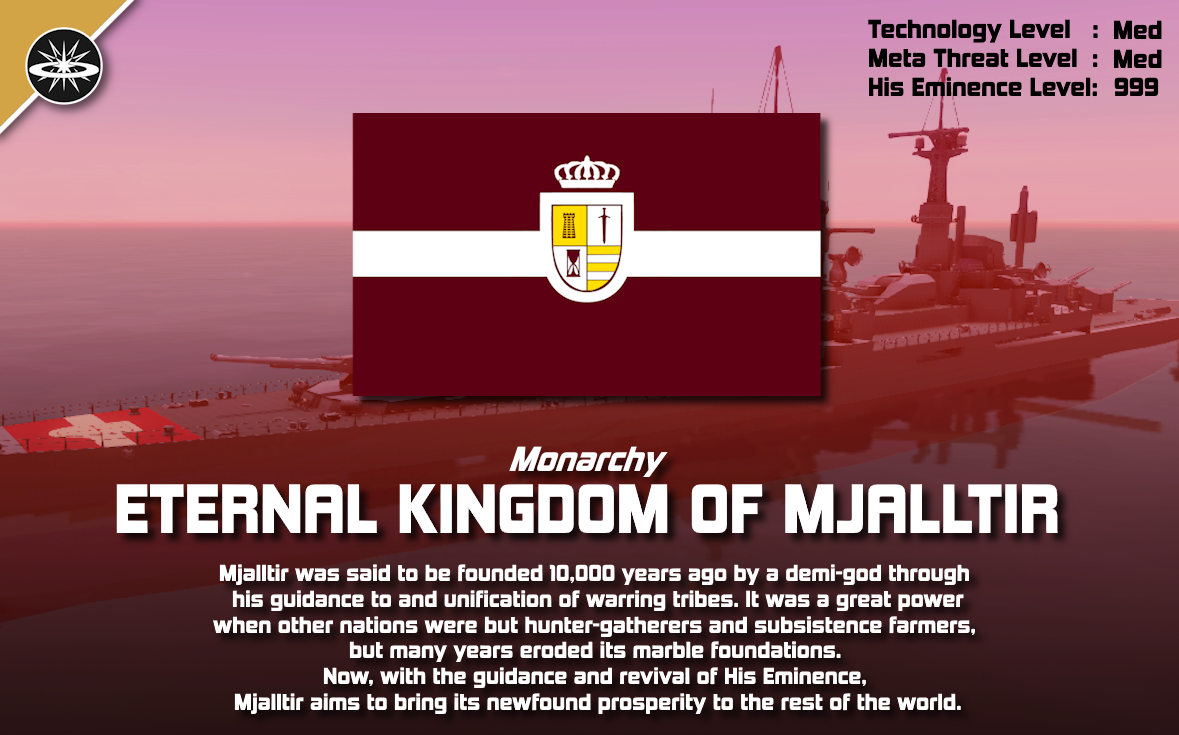 Technology Level : Med
Meta Threat Level : Med
His Eminence Level: 999
Monarchy
ETERNAL KINGDOM OF MJALLTIR
Mjalltir was said to be founded 10,000 years ago by a demi-god through
his guidance to and unification of warring tribes. It was a great power
when other nations were but hunter-gatherers and subsistence farmers,
but many years eroded its marble foundations.
Now, with the guidance and revival of His Eminence,
Mjalltir aims to bring its newfound prosperity to the rest of the world.